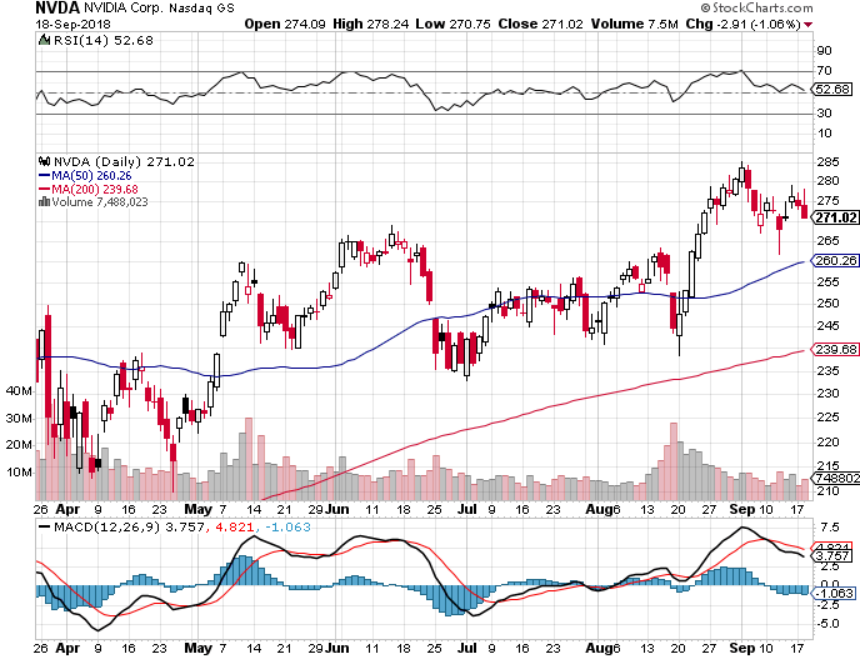 NVDA NVIDIA Corp. Nasdaq GS
© StockCharts.com
18-Sep-2018
Open 274.09 High 278.24 Low 270.75 Close 271.02 Volume 7.5M Chg -2.91 (-1.06%)
RSI(14) 52.68
90
70
52.68
30
10
NVDA (Daily) 271.02
MA(50) 260.26
MA(200) 239.68
Volume 7,488,023
285
280
275
271.02
265
260.26
255
250
245
239.68
235
230
225
220
215
210
40M
30M
20M
10M
26 Apr 9 16 23 May 7 14 21 29 Jun 11 18 25 Jul 9 16 23 Aug 6 13 20 27 Sep 10 17
MACD(12,26,9) 3.757, 4.821, -1.063
7.5
4.821
3.757
2.5
0.0
-1.063
-2.5
-5.0
26 Apr 9 16 23 May 7 14 21 29 Jun 11 18 25 Jul 9 16 23 Aug 6 13 20 27 Sep 10 17